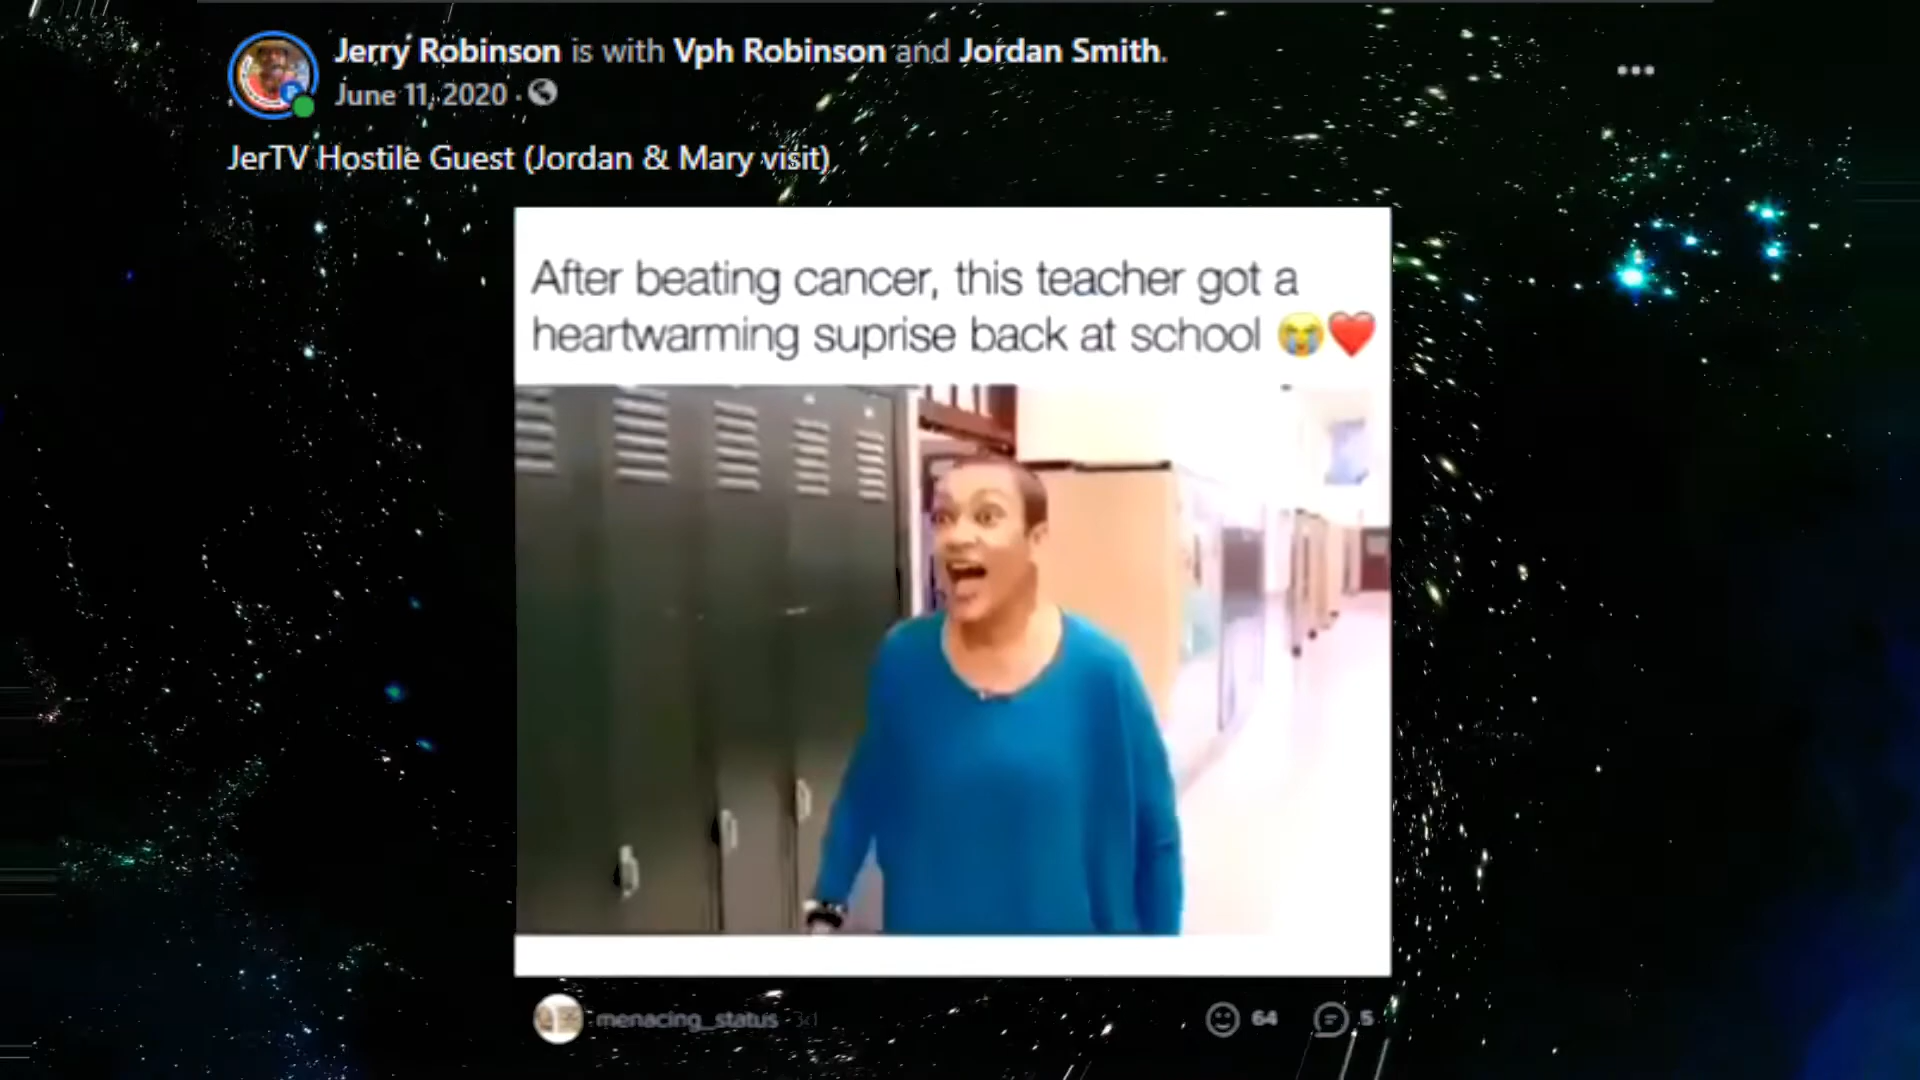 Jerry Robinson is with Vph Robinson and Jordan Smith.
June 11, 2020 ·
JerTV Hostile Guest (Jordan & Mary visit)
After beating cancer, this teacher got a
heartwarming suprise back at school 😭❤️
menacing_status
64
5